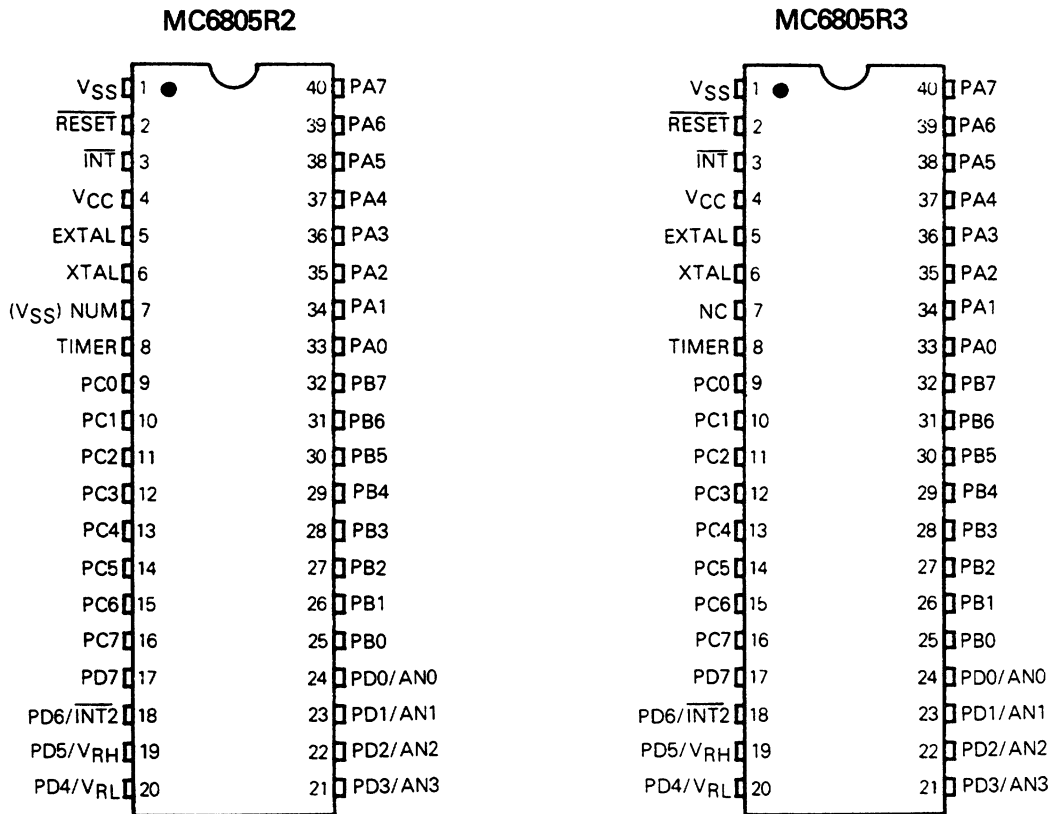 MC6805R2
VSS 1 40 PA7
RESET 2 39 PA6
INT 3 38 PA5
VCC 4 37 PA4
EXTAL 5 36 PA3
XTAL 6 35 PA2
(VSS) NUM 7 34 PA1
TIMER 8 33 PA0
PC0 9 32 PB7
PC1 10 31 PB6
PC2 11 30 PB5
PC3 12 29 PB4
PC4 13 28 PB3
PC5 14 27 PB2
PC6 15 26 PB1
PC7 16 25 PB0
PD7 17 24 PD0/AN0
PD6/INT2 18 23 PD1/AN1
PD5/VRH 19 22 PD2/AN2
PD4/VRL 20 21 PD3/AN3
MC6805R3
VSS 1 40 PA7
RESET 2 39 PA6
INT 3 38 PA5
VCC 4 37 PA4
EXTAL 5 36 PA3
XTAL 6 35 PA2
NC 7 34 PA1
TIMER 8 33 PA0
PC0 9 32 PB7
PC1 10 31 PB6
PC2 11 30 PB5
PC3 12 29 PB4
PC4 13 28 PB3
PC5 14 27 PB2
PC6 15 26 PB1
PC7 16 25 PB0
PD7 17 24 PD0/AN0
PD6/INT2 18 23 PD1/AN1
PD5/VRH 19 22 PD2/AN2
PD4/VRL 20 21 PD3/AN3